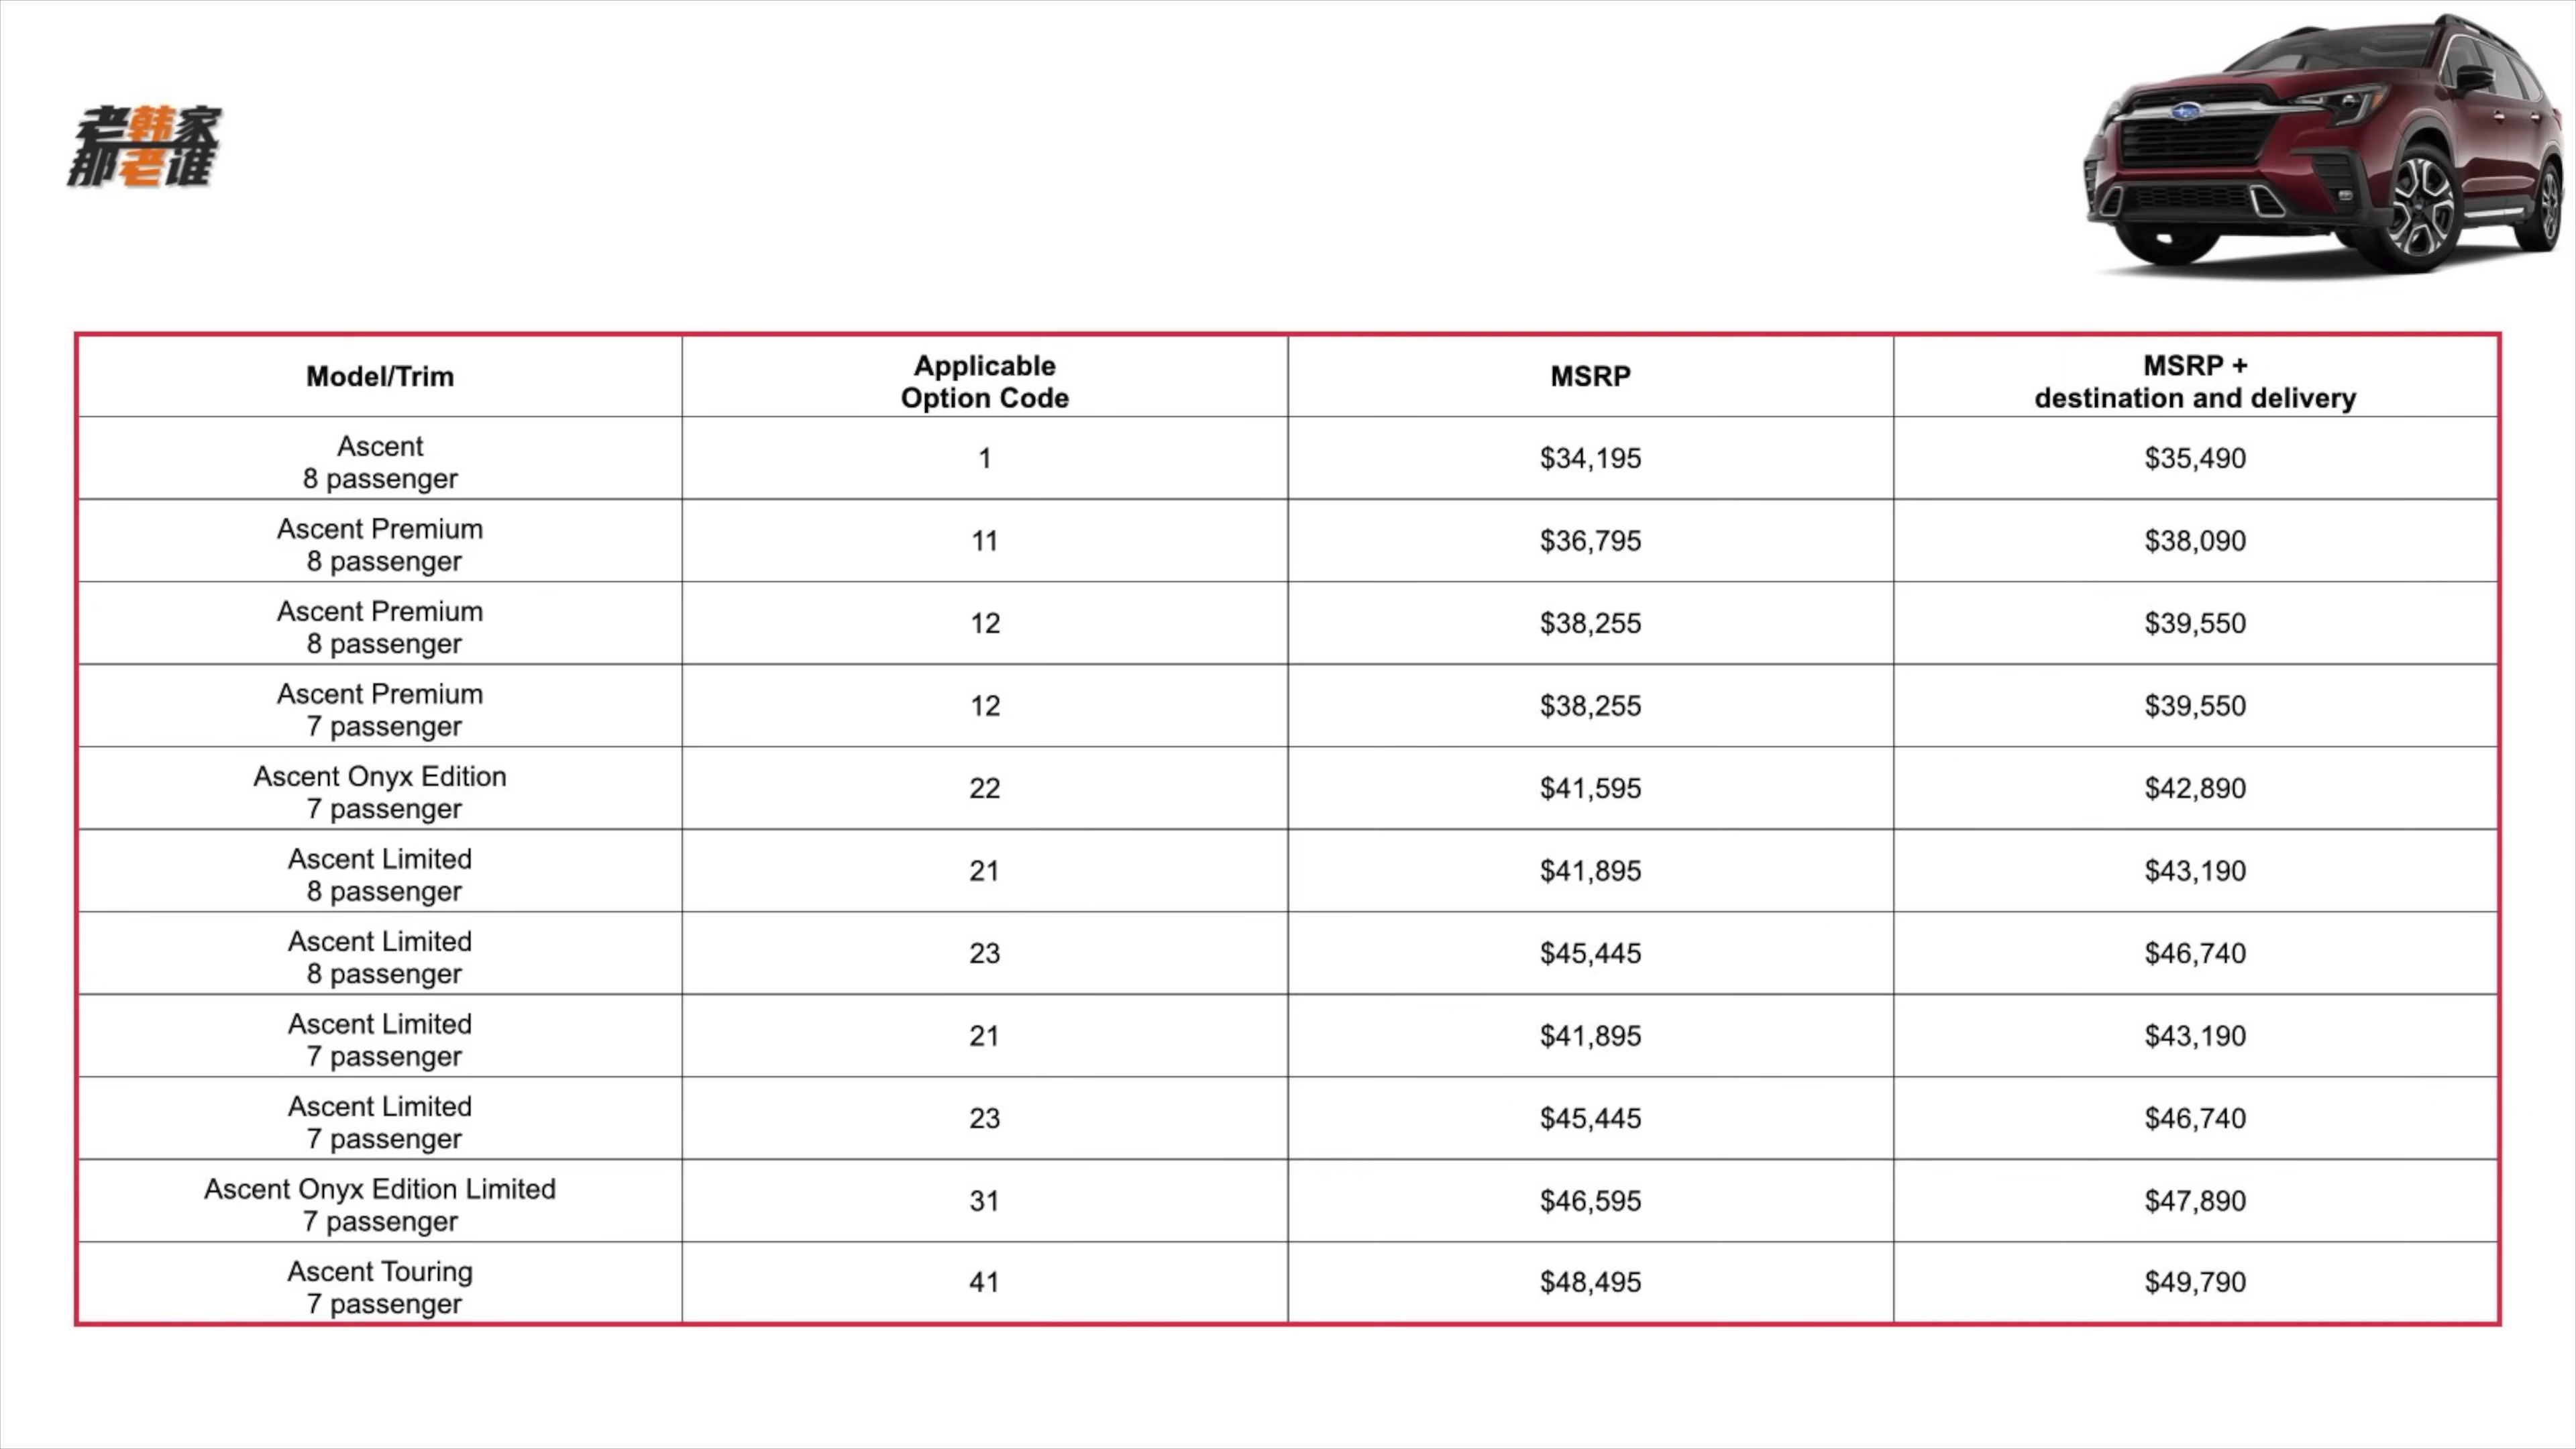 老韩家
那老谁
Model/Trim
Applicable
Option Code
MSRP
MSRP +
destination and delivery
Ascent
8 passenger
1
$34,195
$35,490
Ascent Premium
8 passenger
11
$36,795
$38,090
Ascent Premium
8 passenger
12
$38,255
$39,550
Ascent Premium
7 passenger
12
$38,255
$39,550
Ascent Onyx Edition
7 passenger
22
$41,595
$42,890
Ascent Limited
8 passenger
21
$41,895
$43,190
Ascent Limited
8 passenger
23
$45,445
$46,740
Ascent Limited
7 passenger
21
$41,895
$43,190
Ascent Limited
7 passenger
23
$45,445
$46,740
Ascent Onyx Edition Limited
7 passenger
31
$46,595
$47,890
Ascent Touring
7 passenger
41
$48,495
$49,790